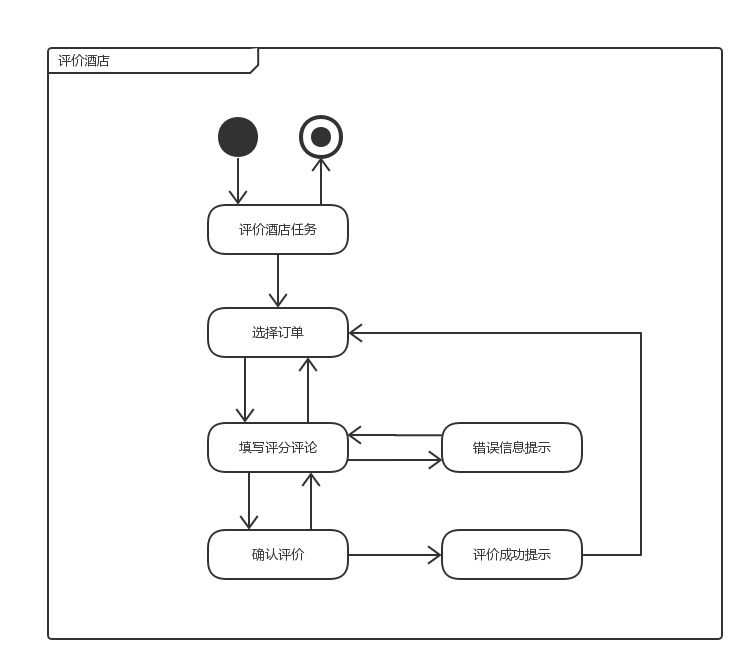 评价酒店
评价酒店任务
选择订单
填写评分评论
错误信息提示
确认评价
评价成功提示